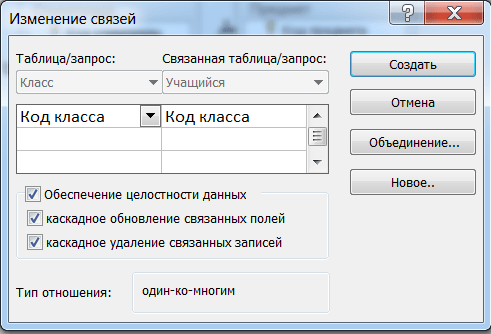 Изменение связей
Таблица/запрос: Связанная таблица/запрос:
Класс Учащийся
Создать
Код класса Код класса
Отмена
Объединение...
Новое..
Обеспечение целостности данных
каскадное обновление связанных полей
каскадное удаление связанных записей
Тип отношения: один-ко-многим